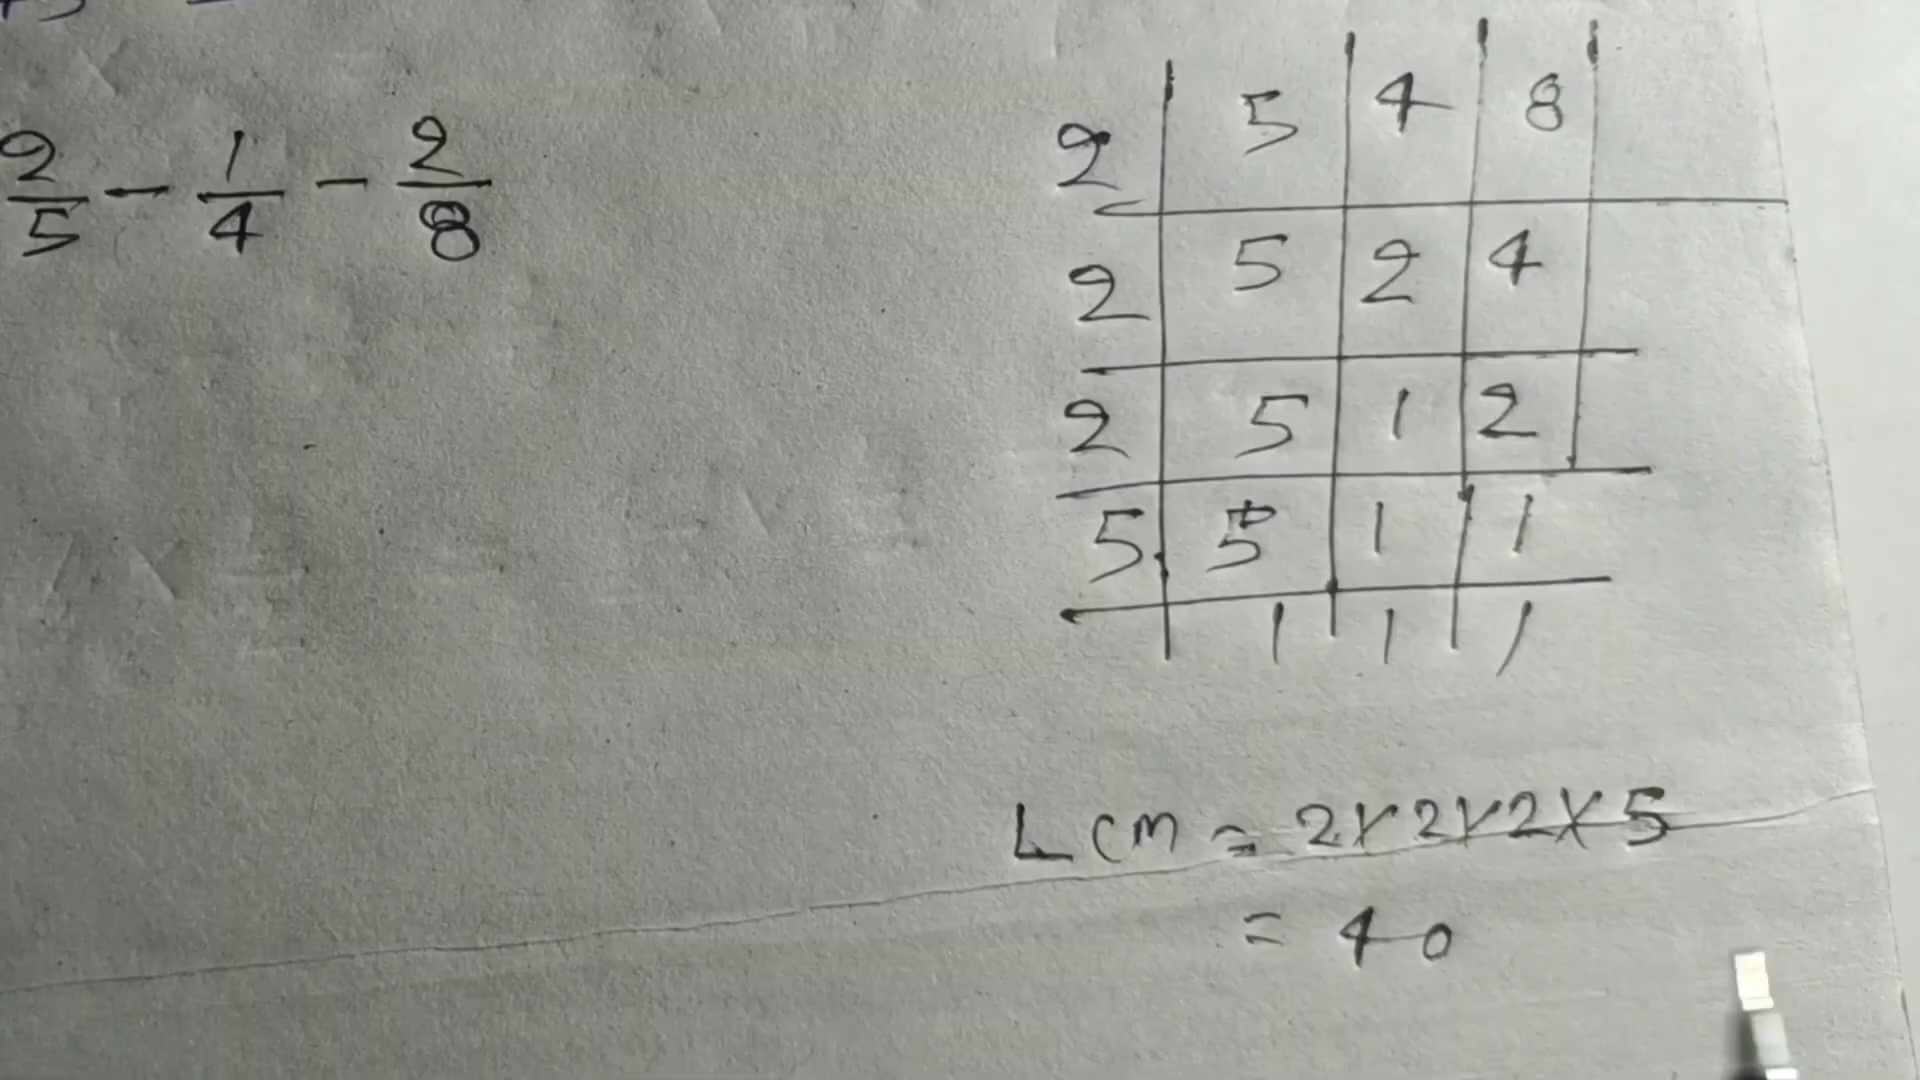 2/5 - 1/4 - 2/8
2 | 5 | 4 | 8
2 | 5 | 2 | 4
2 | 5 | 1 | 2
5 | 5 | 1 | 1
1 | 1 | 1
LCM = 2×2×2×5
= 40